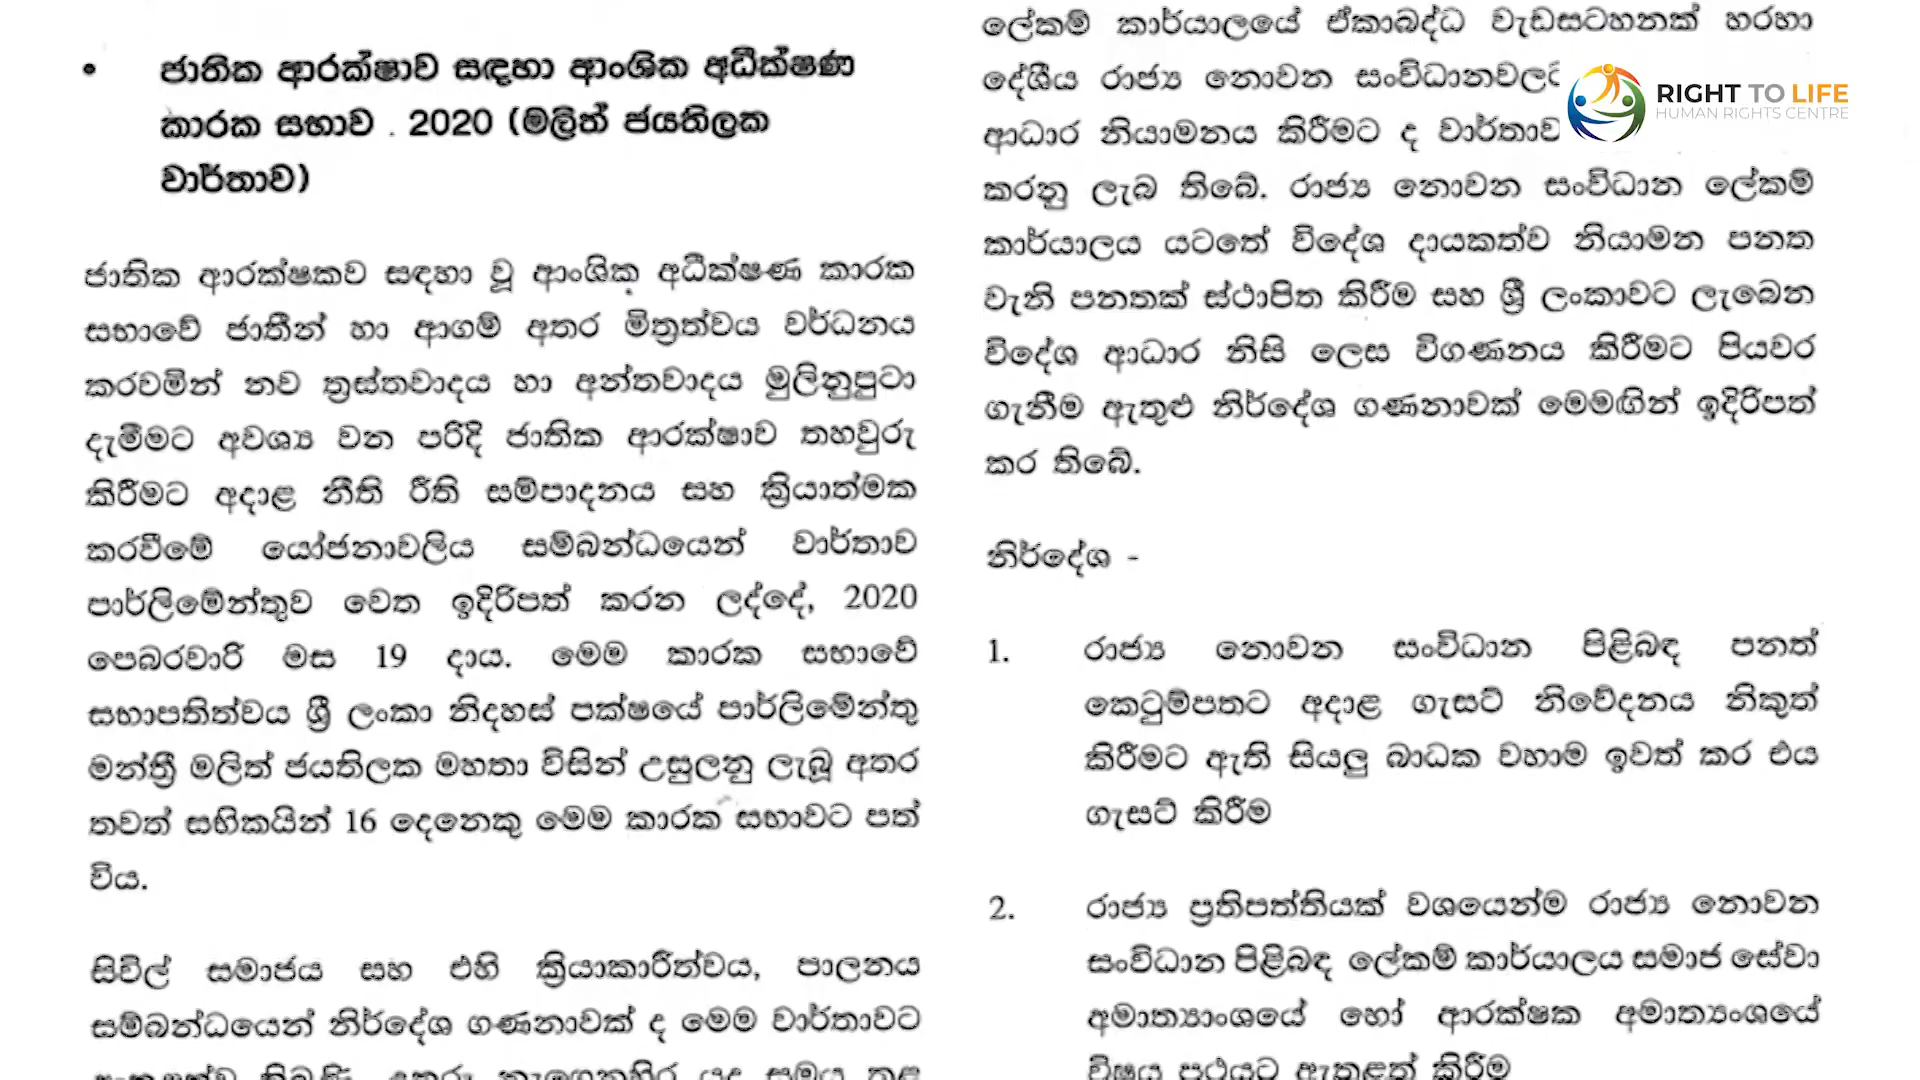 • ජාතික ආරක්ෂාව සඳහා ආංශික අධීක්ෂණ
කාරක සභාව . 2020 (මලිත් ජයතිලක
වාර්තාව)
ජාතික ආරක්ෂකව සඳහා වූ ආංශික අධීක්ෂණ කාරක
සභාවේ ජාතීන් හා ආගම් අතර මිත්‍රත්වය වර්ධනය
කරවමින් නව ත්‍රස්තවාදය හා අන්තවාදය මුලිනුපුටා
දැමීමට අවශ්‍ය වන පරිදි ජාතික ආරක්ෂාව තහවුරු
කිරීමට අදාළ නීති රීති සම්පාදනය සහ ක්‍රියාත්මක
කරවීමේ යෝජනාවලිය සම්බන්ධයෙන් වාර්තාව
පාර්ලිමේන්තුව වෙත ඉදිරිපත් කරන ලද්දේ, 2020
පෙබරවාරි මස 19 දාය. මෙම කාරක සභාවේ
සභාපතිත්වය ශ්‍රී ලංකා නිදහස් පක්ෂයේ පාර්ලිමේන්තු
මන්ත්‍රී මලිත් ජයතිලක මහතා විසින් උසුලනු ලැබූ අතර
තවත් සභිකයින් 16 දෙනෙකු මෙම කාරක සභාවට පත්
විය.
සිවිල් සමාජය සහ එහි ක්‍රියාකාරීත්වය, පාලනය
සම්බන්ධයෙන් නිර්දේශ ගණනාවක් ද මෙම වාර්තාවට
ලේකම් කාර්යාලයේ ඒකාබද්ධ වැඩසටහනක් හරහා
දේශීය රාජ්‍ය නොවන සංවිධානවලට
ආධාර නියාමනය කිරීමට ද වාර්තාව
කරනු ලැබ තිබේ. රාජ්‍ය නොවන සංවිධාන ලේකම්
කාර්යාලය යටතේ විදේශ දායකත්ව නියාමන පනත
වැනි පනතක් ස්ථාපිත කිරීම සහ ශ්‍රී ලංකාවට ලැබෙන
විදේශ ආධාර නිසි ලෙස විගණනය කිරීමට පියවර
ගැනීම ඇතුළු නිර්දේශ ගණනාවක් මෙමඟින් ඉදිරිපත්
කර තිබේ.
නිර්දේශ -
1. රාජ්‍ය නොවන සංවිධාන පිළිබඳ පනත්
කෙටුම්පතට අදාළ ගැසට් නිවේදනය නිකුත්
කිරීමට ඇති සියලු බාධක වහාම ඉවත් කර එය
ගැසට් කිරීම
2. රාජ්‍ය ප්‍රතිපත්තියක් වශයෙන්ම රාජ්‍ය නොවන
සංවිධාන පිළිබඳ ලේකම් කාර්යාලය සමාජ සේවා
අමාත්‍යාංශයේ හෝ ආරක්ෂක අමාත්‍යංශයේ
විෂය පථයට ඇතුළත් කිරීම
RIGHT TO LIFE
HUMAN RIGHTS CENTRE